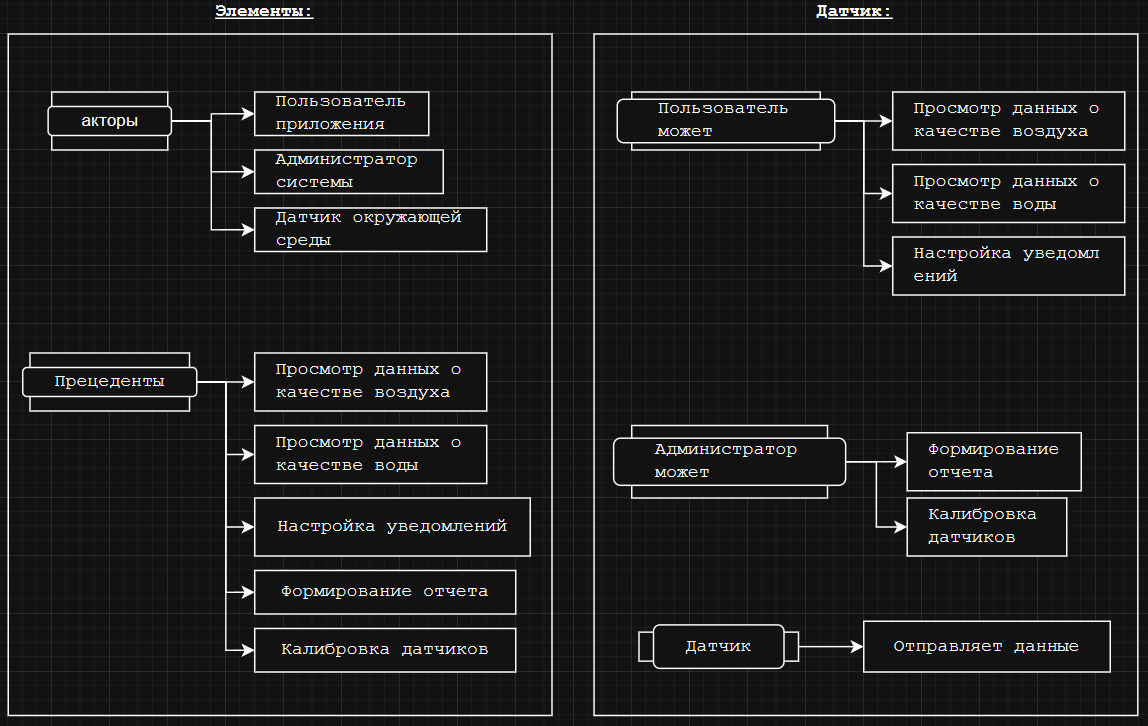 Элементы:
акторы
Пользователь
приложения
Администратор
системы
Датчик окружающей
среды
Прецеденты
Просмотр данных о
качестве воздуха
Просмотр данных о
качестве воды
Настройка уведомлений
Формирование отчета
Калибровка датчиков
Датчик:
Пользователь
может
Просмотр данных о
качестве воздуха
Просмотр данных о
качестве воды
Настройка уведомл
ений
Администратор
может
Формирование
отчета
Калибровка
датчиков
Датчик
Отправляет данные